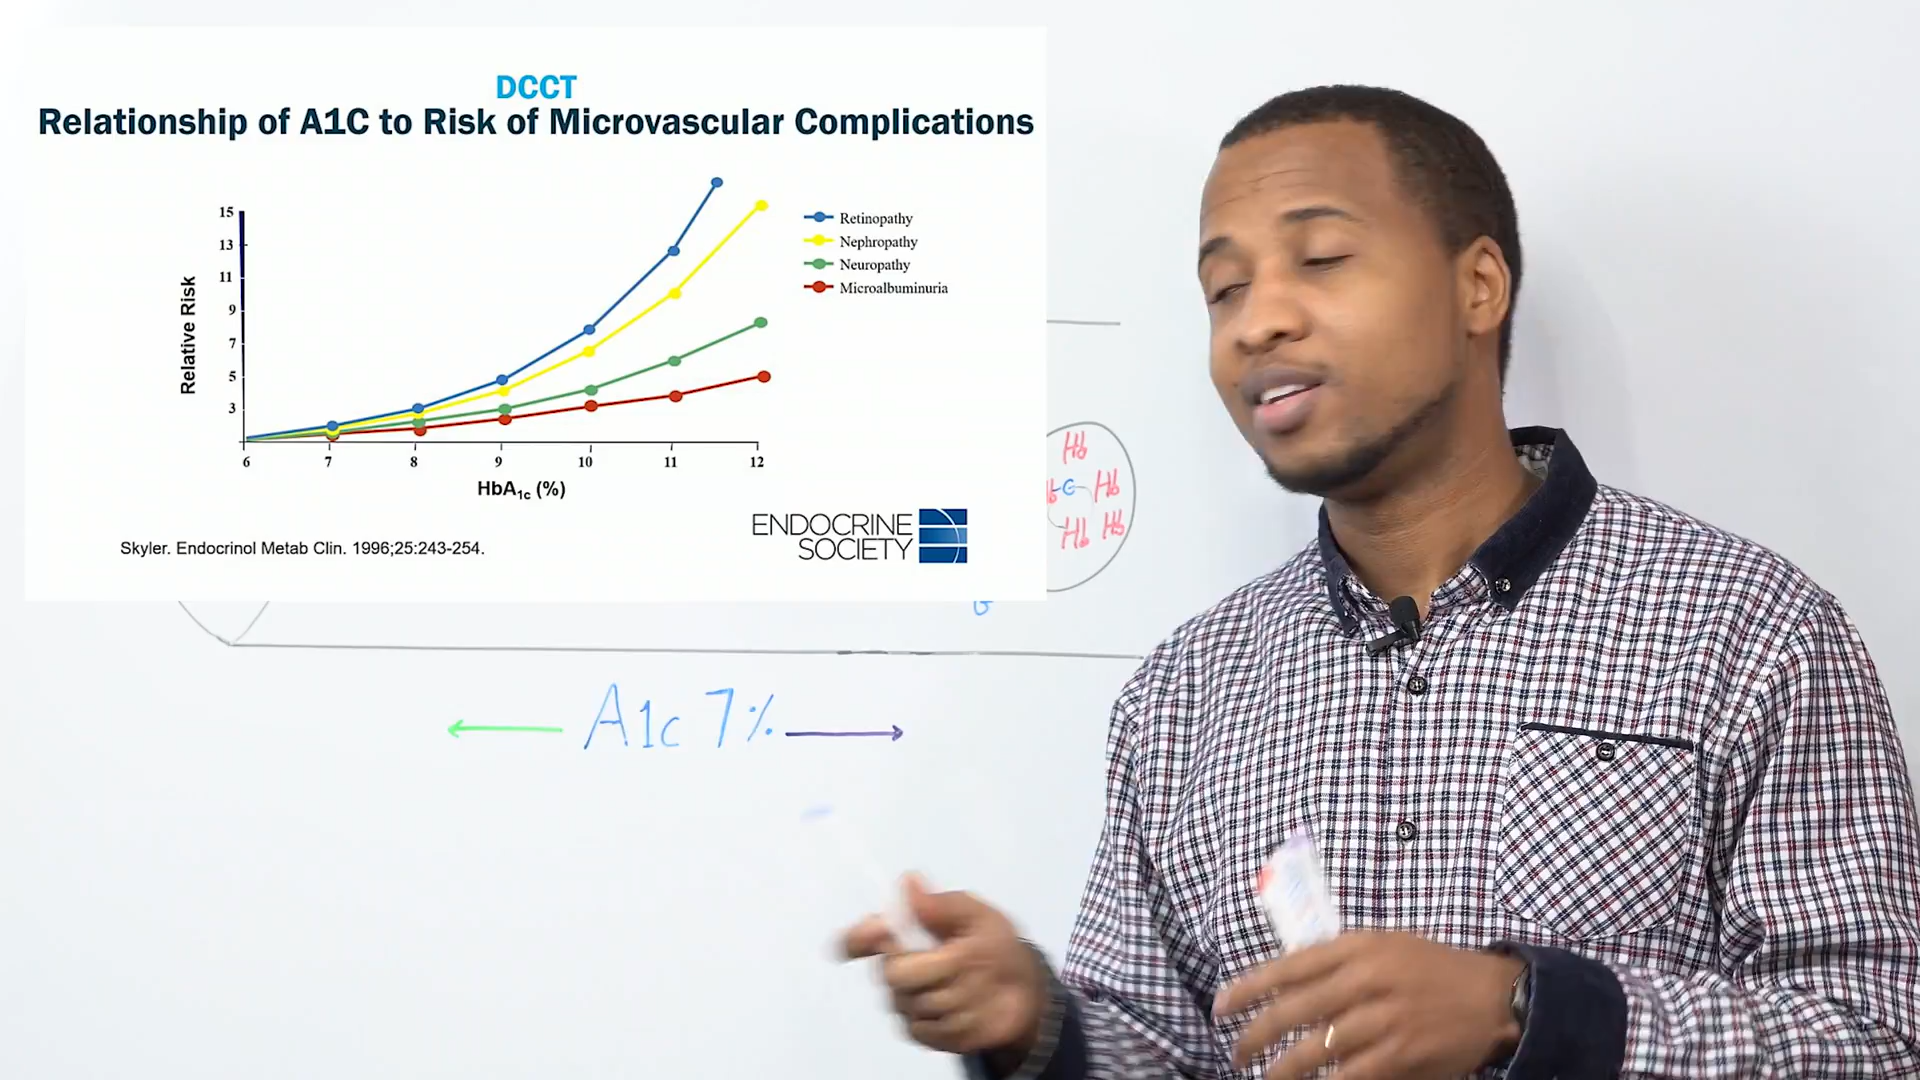 DCCT
Relationship of A1C to Risk of Microvascular Complications
Relative Risk
15
13
11
9
7
5
3
6 7 8 9 10 11 12
HbA1c (%)
Retinopathy
Nephropathy
Neuropathy
Microalbuminuria
Skyler. Endocrinol Metab Clin. 1996;25:243-254.
ENDOCRINE
SOCIETY
Hb
b-G Hb
Hb Hb
G
A1c 7%